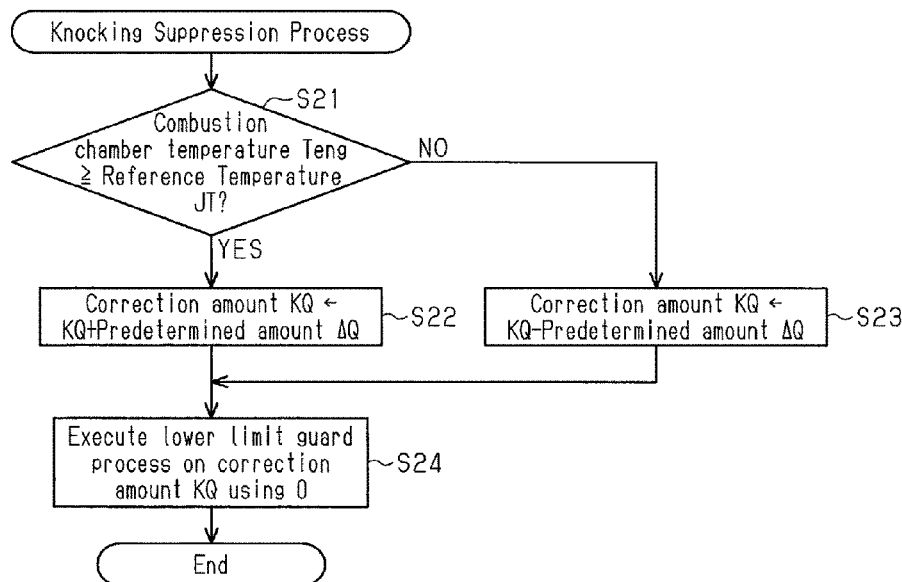 Knocking Suppression Process
S21
Combustion
chamber temperature Teng
≧ Reference Temperature
JT?
NO
YES
Correction amount KQ ←
KQ+Predetermined amount ΔQ
S22
Correction amount KQ ←
KQ−Predetermined amount ΔQ
S23
Execute lower limit guard
process on correction
amount KQ using 0
S24
End